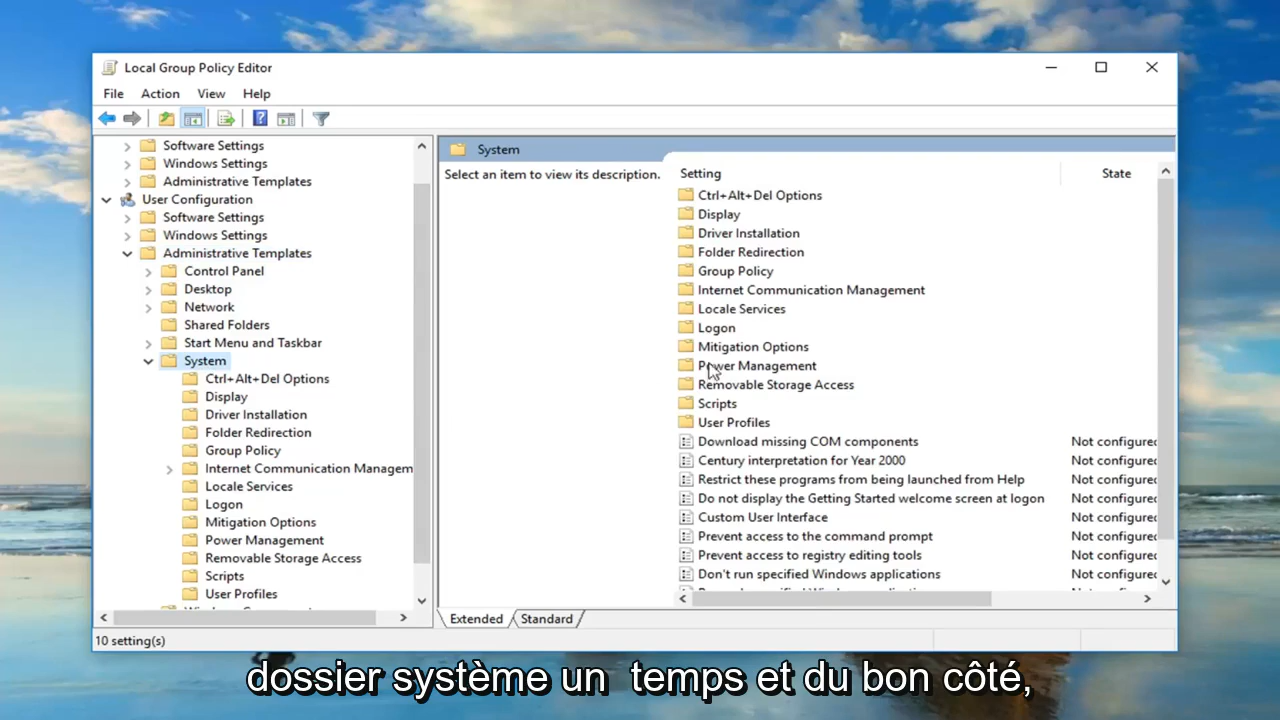 Local Group Policy Editor
File Action View Help
Software Settings
Windows Settings
Administrative Templates
User Configuration
Software Settings
Windows Settings
Administrative Templates
Control Panel
Desktop
Network
Shared Folders
Start Menu and Taskbar
System
Ctrl+Alt+Del Options
Display
Driver Installation
Folder Redirection
Group Policy
Internet Communication Managem
Locale Services
Logon
Mitigation Options
Power Management
Removable Storage Access
Scripts
User Profiles
System
Select an item to view its description.
Setting State
Ctrl+Alt+Del Options
Display
Driver Installation
Folder Redirection
Group Policy
Internet Communication Management
Locale Services
Logon
Mitigation Options
Power Management
Removable Storage Access
Scripts
User Profiles
Download missing COM components Not configured
Century interpretation for Year 2000 Not configured
Restrict these programs from being launched from Help Not configured
Do not display the Getting Started welcome screen at logon Not configured
Custom User Interface Not configured
Prevent access to the command prompt Not configured
Prevent access to registry editing tools Not configured
Don't run specified Windows applications Not configured
Extended Standard
10 setting(s)
dossier système un temps et du bon côté,